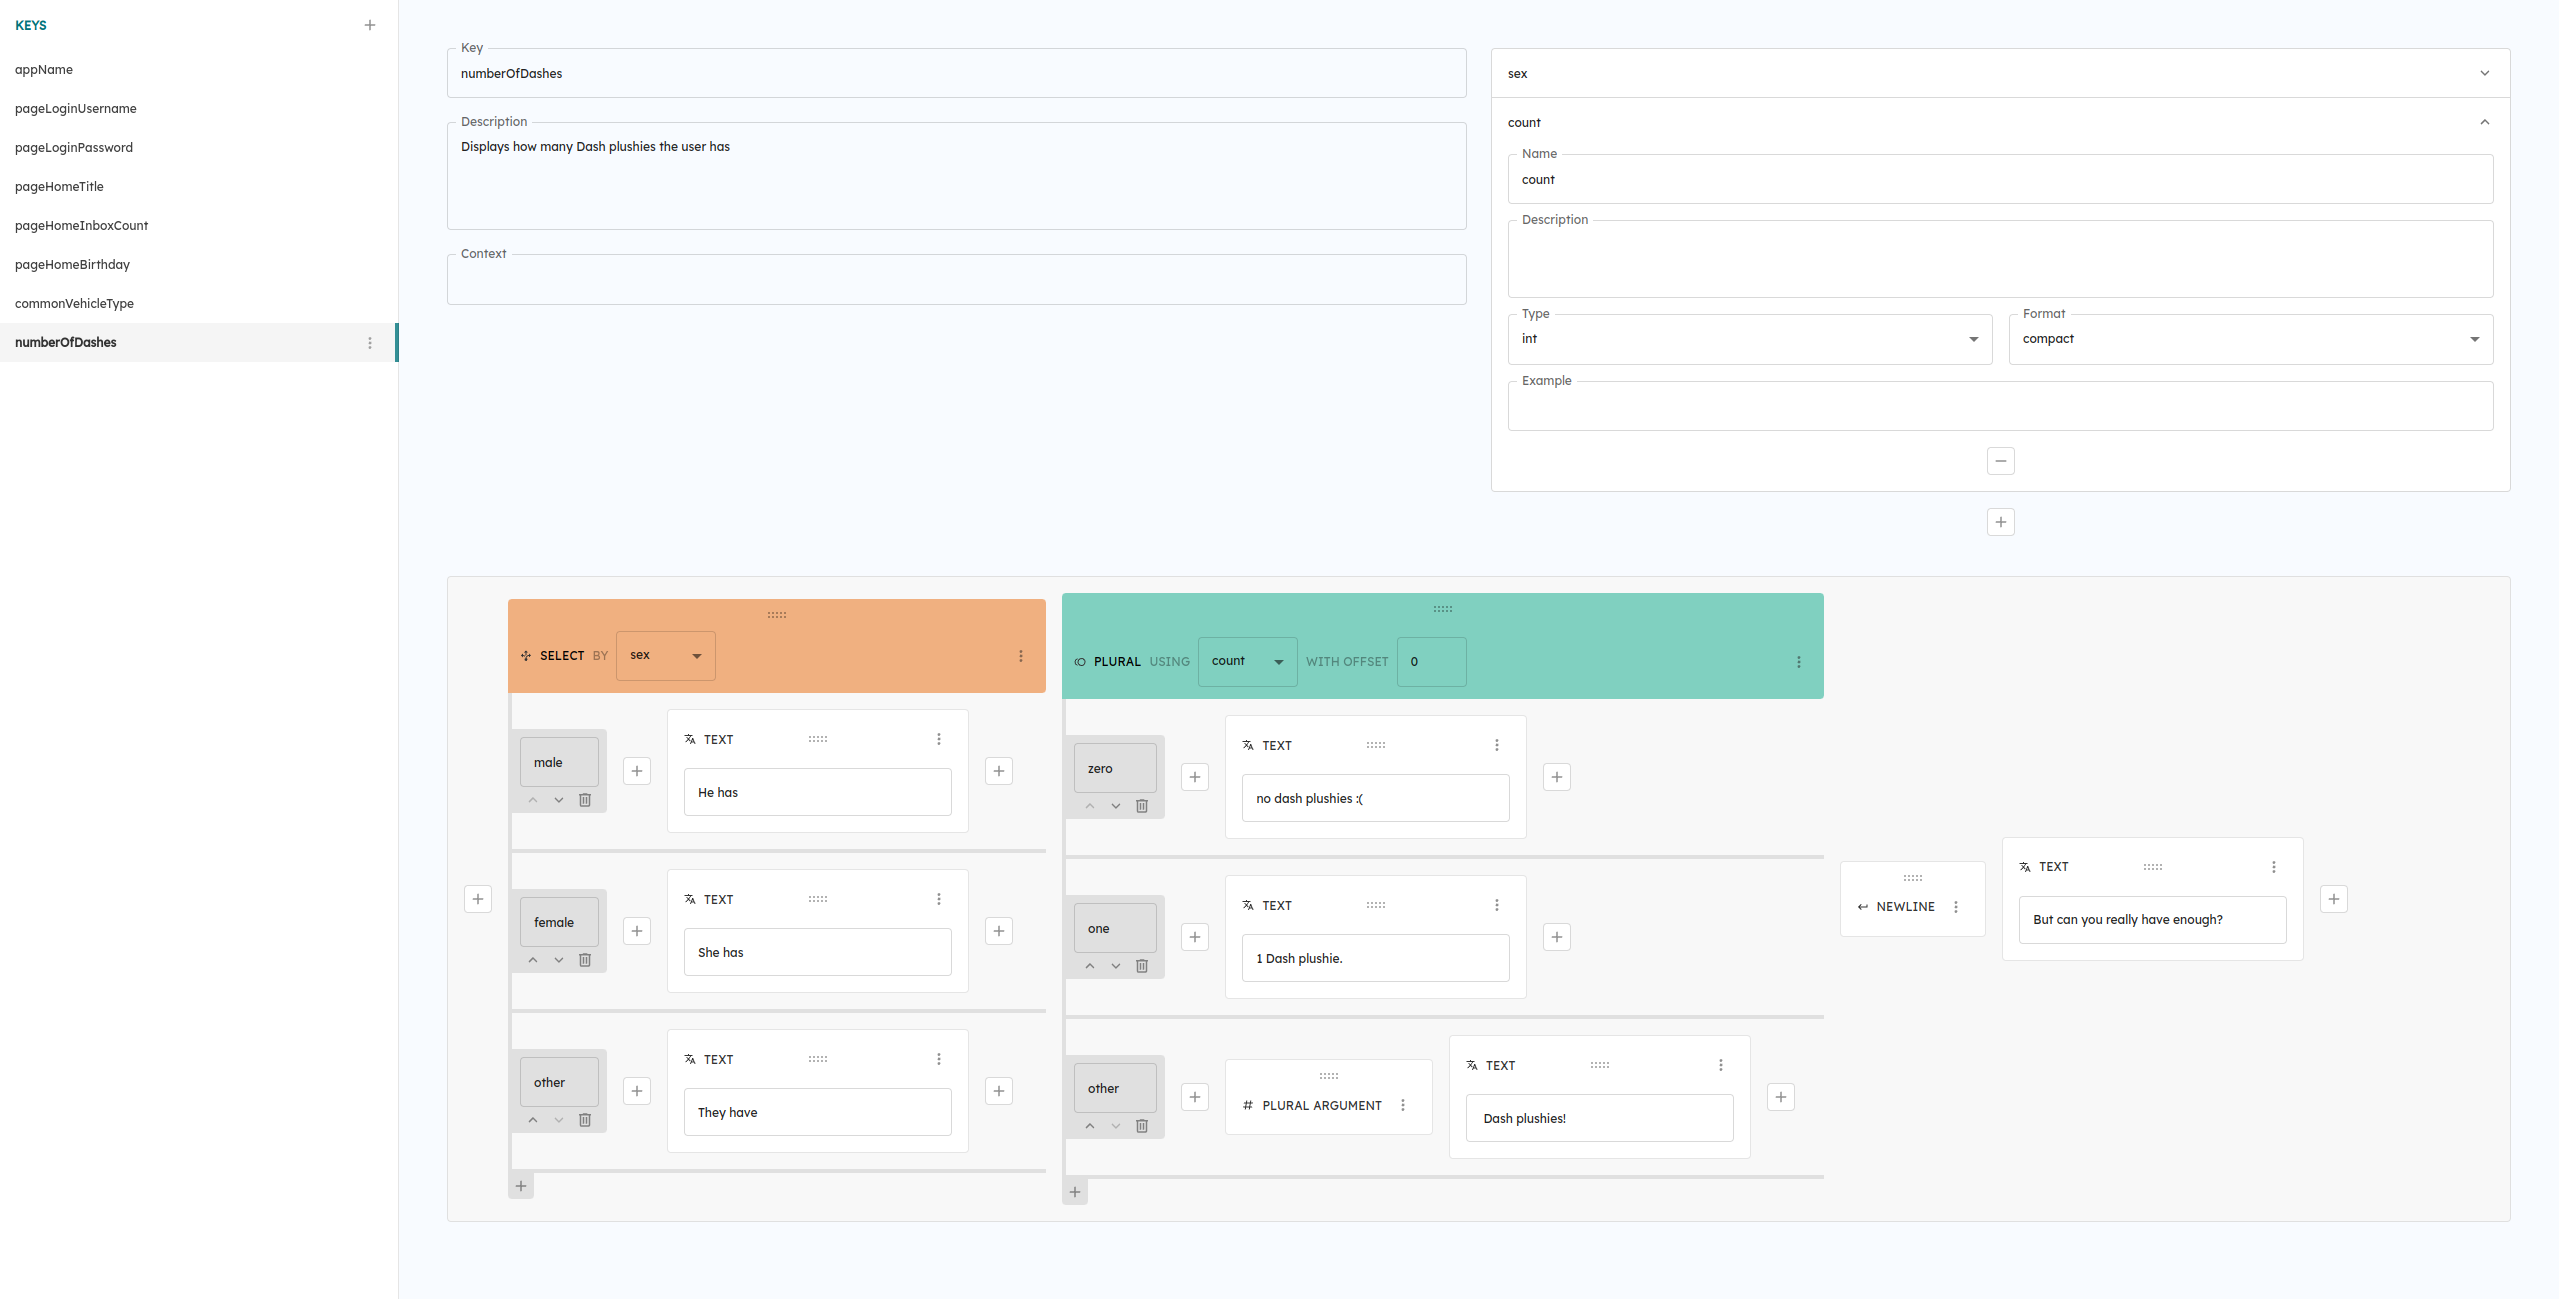 KEYS
appName
pageLoginUsername
pageLoginPassword
pageHomeTitle
pageHomeInboxCount
pageHomeBirthday
commonVehicleType
numberOfDashes
Key
numberOfDashes
Description
Displays how many Dash plushies the user has
Context
sex
count
Name
count
Description
Type
int
Format
compact
Example
SELECT BY sex
male
TEXT
He has
female
TEXT
She has
other
TEXT
They have
PLURAL USING count WITH OFFSET 0
zero
TEXT
no dash plushies :(
one
TEXT
1 Dash plushie.
other
# PLURAL ARGUMENT
TEXT
Dash plushies!
NEWLINE
TEXT
But can you really have enough?